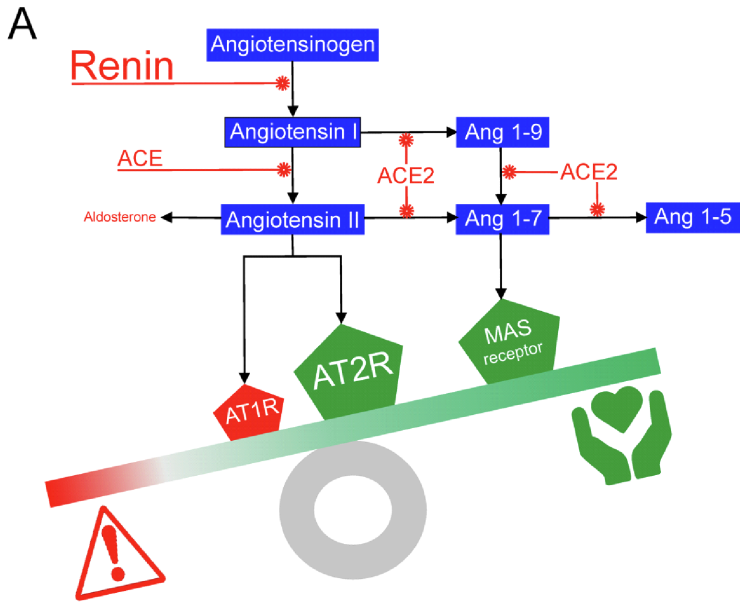 A
Angiotensinogen
Renin
Angiotensin I
Ang 1-9
ACE
ACE2
ACE2
Aldosterone
Angiotensin II
Ang 1-7
Ang 1-5
MAS
receptor
AT2R
AT1R
!